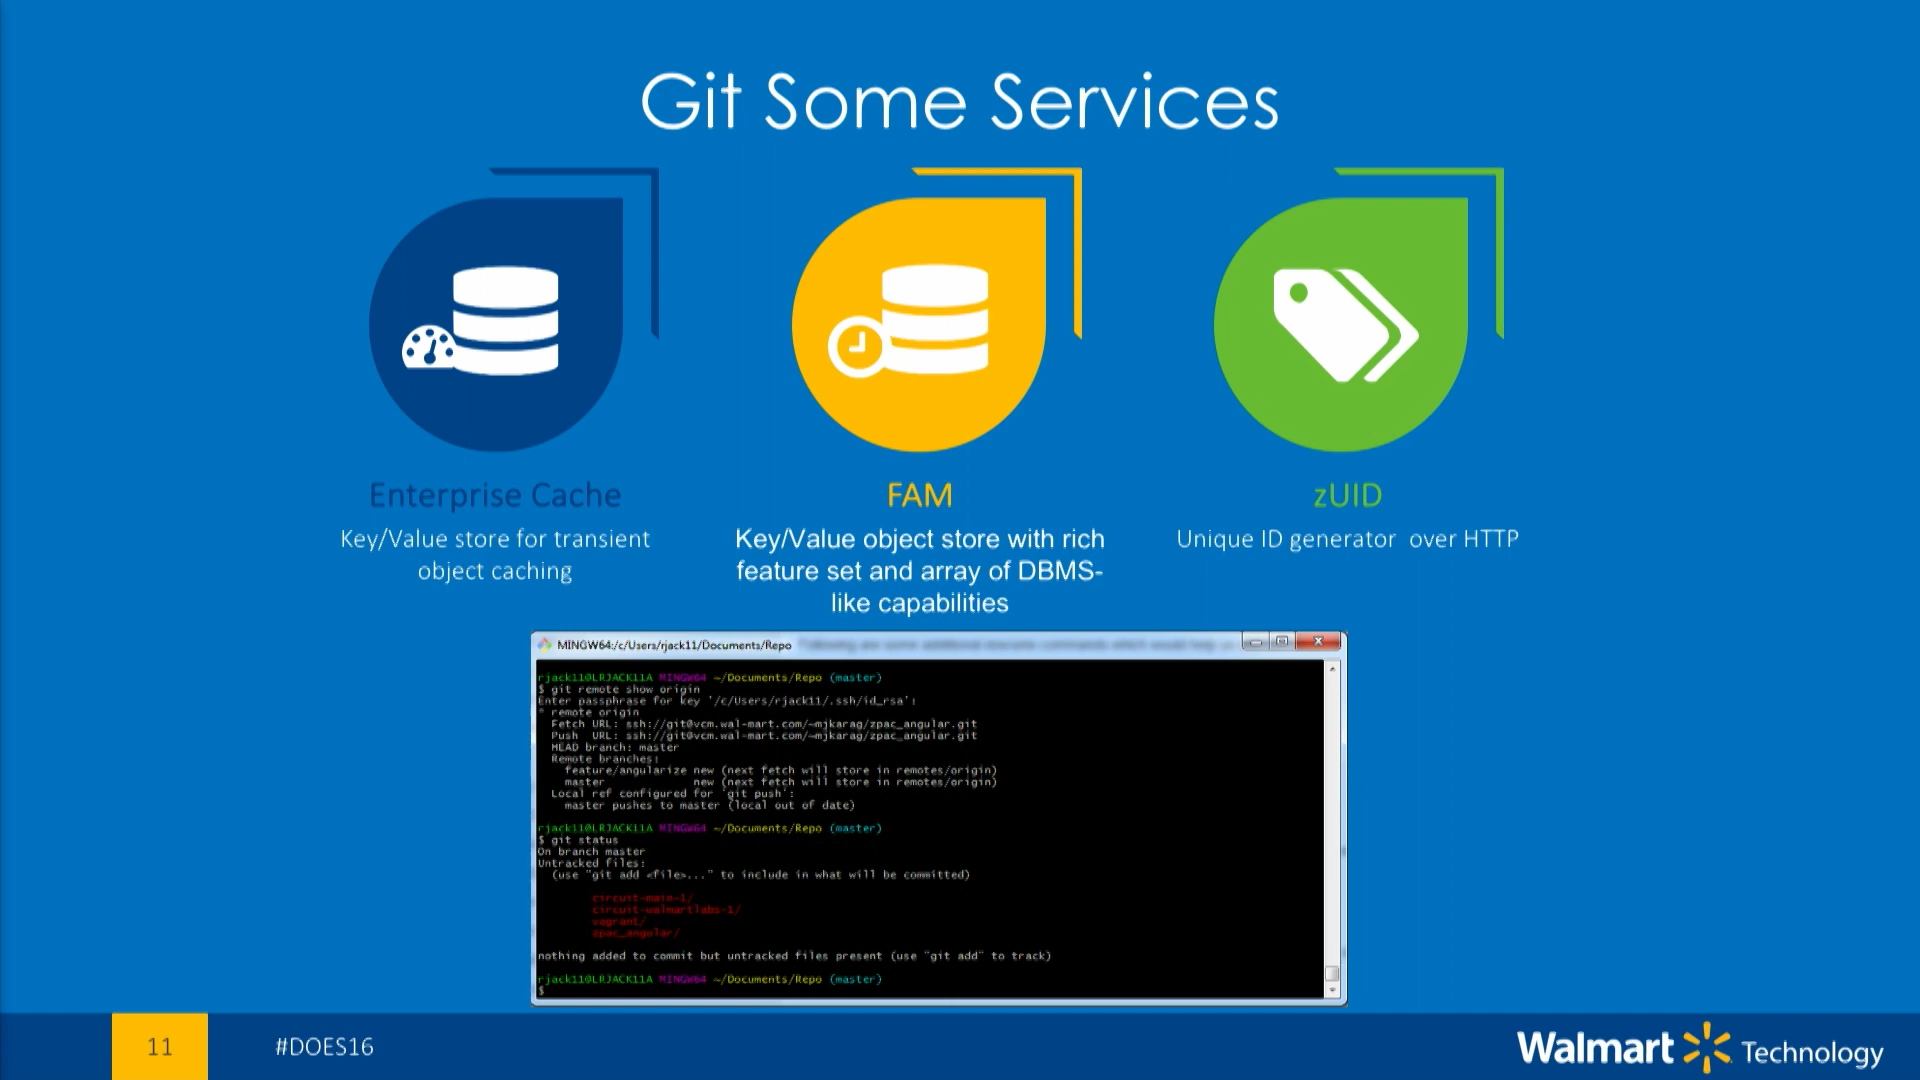 Git Some Services
Enterprise Cache
Key/Value store for transient
object caching
FAM
Key/Value object store with rich
feature set and array of DBMS-
like capabilities
zUID
Unique ID generator over HTTP
MINGW64:/c/Users/rjack11/Documents/Repo
rjack11@LRJACK11A MINGW64 ~/Documents/Repo (master)
$ git remote show origin
Enter passphrase for key '/c/Users/rjack11/.ssh/id_rsa':
* remote origin
Fetch URL: ssh://git@vcm.wal-mart.com/~mjkarag/zpac_angular.git
Push URL: ssh://git@vcm.wal-mart.com/~mjkarag/zpac_angular.git
HEAD branch: master
Remote branches:
feature/angularize new (next fetch will store in remotes/origin)
master new (next fetch will store in remotes/origin)
Local ref configured for 'git push':
master pushes to master (local out of date)
rjack11@LRJACK11A MINGW64 ~/Documents/Repo (master)
$ git status
On branch master
Untracked files:
(use "git add <file>..." to include in what will be committed)
circuit-main-1/
circuit-walmartlabs-1/
vagrant/
zpac_angular/
nothing added to commit but untracked files present (use "git add" to track)
rjack11@LRJACK11A MINGW64 ~/Documents/Repo (master)
$
11
#DOES16
Walmart Technology